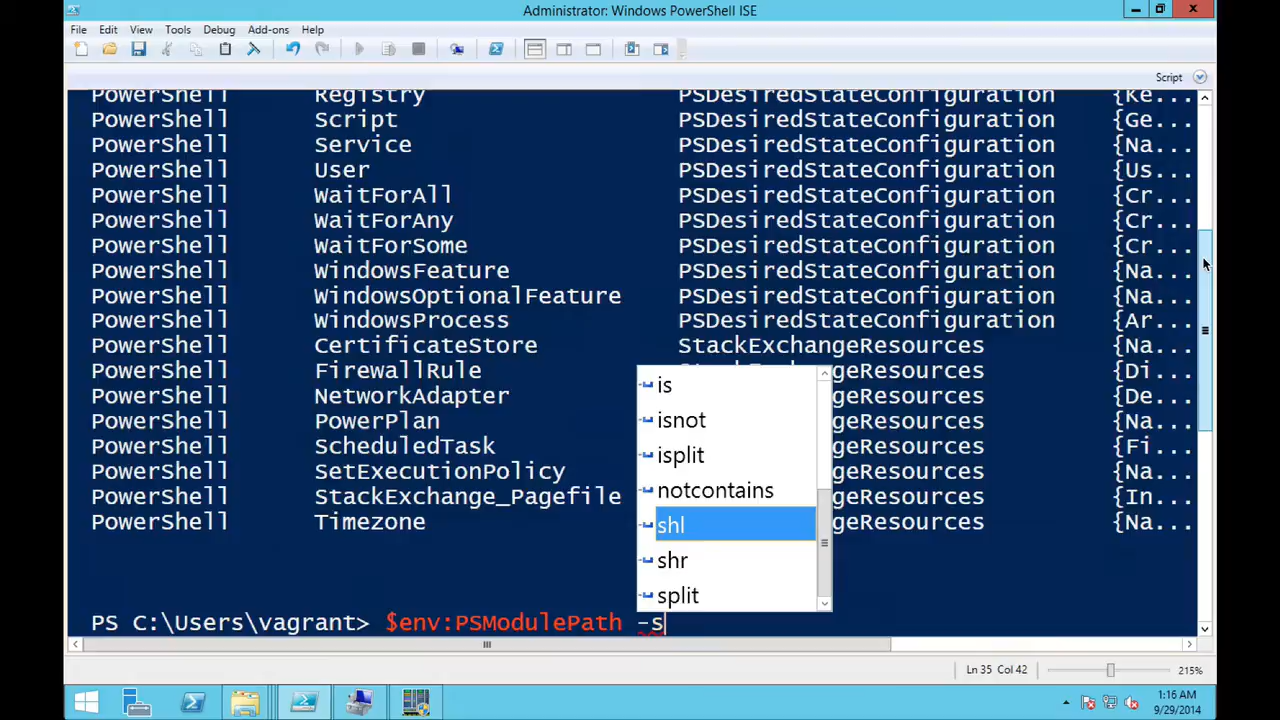 Administrator: Windows PowerShell ISE
File Edit View Tools Debug Add-ons Help
Script
PowerShell Registry PSDesiredStateConfiguration {Ke...
PowerShell Script PSDesiredStateConfiguration {Ge...
PowerShell Service PSDesiredStateConfiguration {Na...
PowerShell User PSDesiredStateConfiguration {Us...
PowerShell WaitForAll PSDesiredStateConfiguration {Cr...
PowerShell WaitForAny PSDesiredStateConfiguration {Cr...
PowerShell WaitForSome PSDesiredStateConfiguration {Cr...
PowerShell WindowsFeature PSDesiredStateConfiguration {Na...
PowerShell WindowsOptionalFeature PSDesiredStateConfiguration {Na...
PowerShell WindowsProcess PSDesiredStateConfiguration {Ar...
PowerShell CertificateStore StackExchangeResources {Na...
PowerShell FirewallRule geResources {Di...
PowerShell NetworkAdapter geResources {De...
PowerShell PowerPlan geResources {Na...
PowerShell ScheduledTask geResources {Fi...
PowerShell SetExecutionPolicy geResources {Na...
PowerShell StackExchange_Pagefile geResources {In...
PowerShell Timezone geResources {Na...
is
isnot
isplit
notcontains
shl
shr
split
PS C:\Users\vagrant> $env:PSModulePath -s
Ln 35 Col 42 215%
1:16 AM
9/29/2014